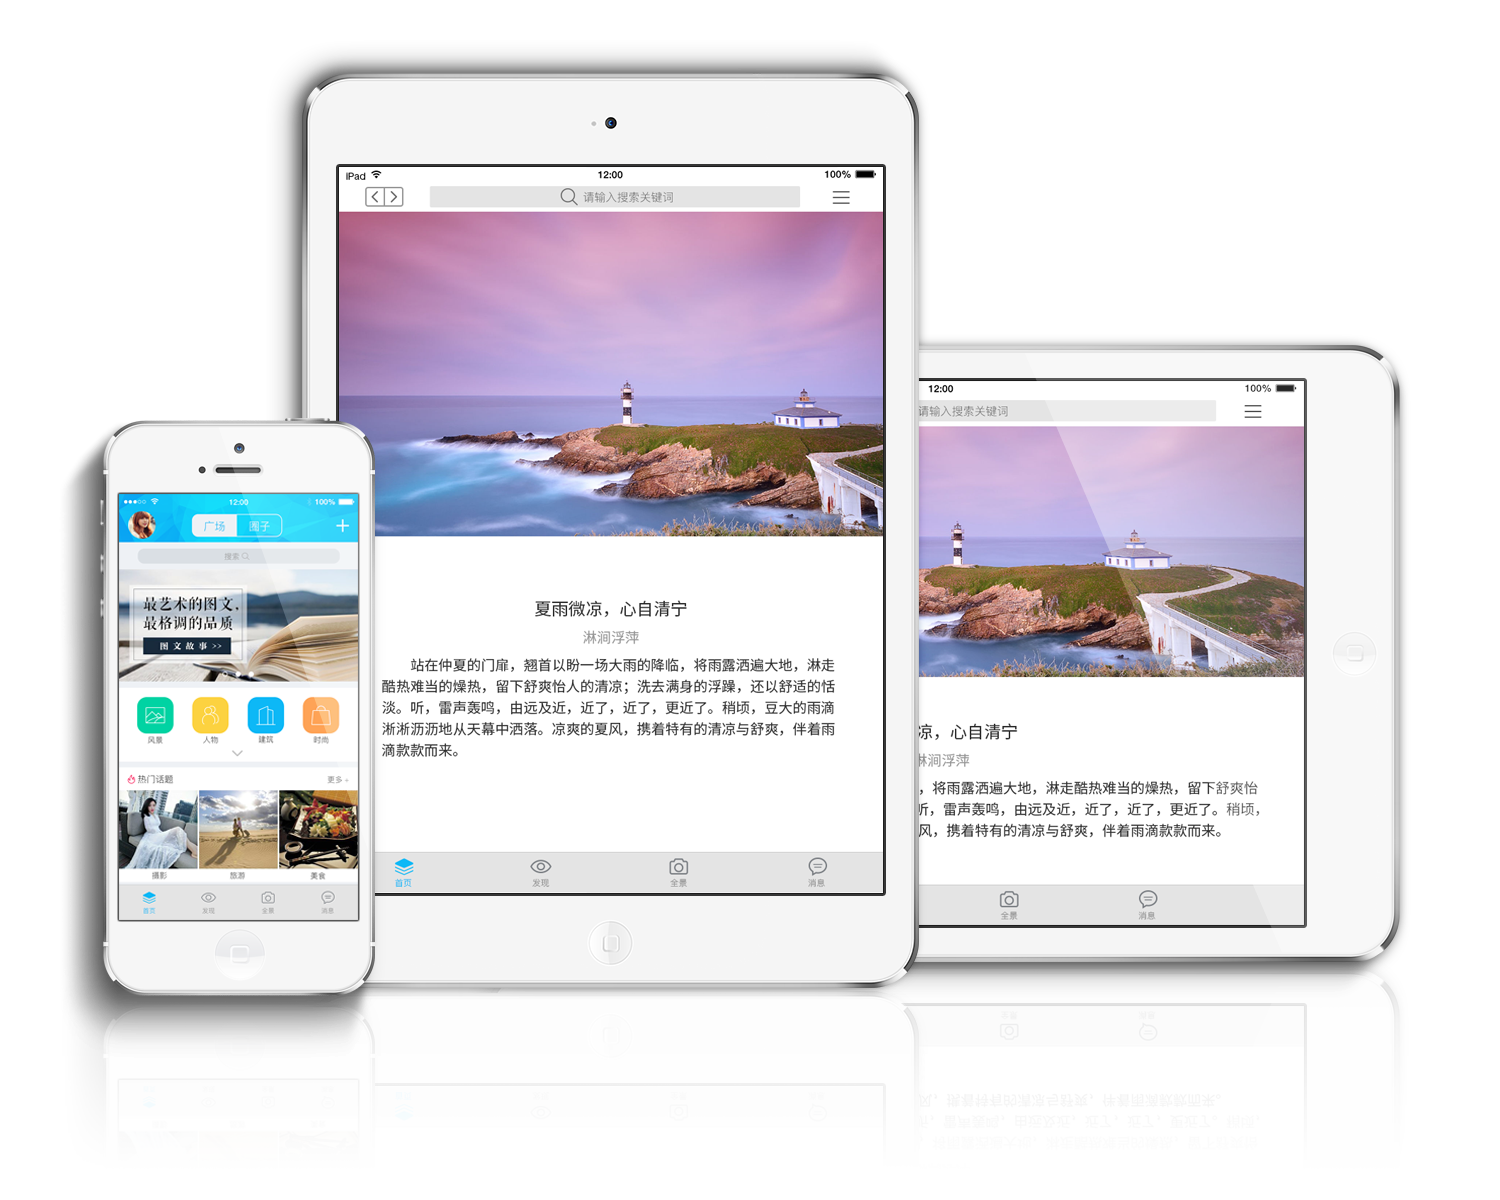 iPad
12:00
100%
请输入搜索关键词
夏雨微凉，心自清宁
淋涧浮萍
站在仲夏的门扉，翘首以盼一场大雨的降临，将雨露洒遍大地，淋走
酷热难当的燥热，留下舒爽怡人的清凉；洗去满身的浮躁，还以舒适的恬
淡。听，雷声轰鸣，由远及近，近了，近了，更近了。稍顷，豆大的雨滴
淅淅沥沥地从天幕中洒落。凉爽的夏风，携着特有的清凉与舒爽，伴着雨
滴款款而来。
首页
发现
全景
消息
12:00
100%
广场
圈子
搜索
最艺术的图文，
最格调的品质
图文故事 >>
风景
人物
建筑
时尚
热门话题
更多
摄影
旅游
美食
首页
发现
全景
消息
12:00
100%
请输入搜索关键词
凉，心自清宁
淋涧浮萍
，将雨露洒遍大地，淋走酷热难当的燥热，留下舒爽怡
听，雷声轰鸣，由远及近，近了，近了，更近了。稍顷，
风，携着特有的清凉与舒爽，伴着雨滴款款而来。
全景
消息